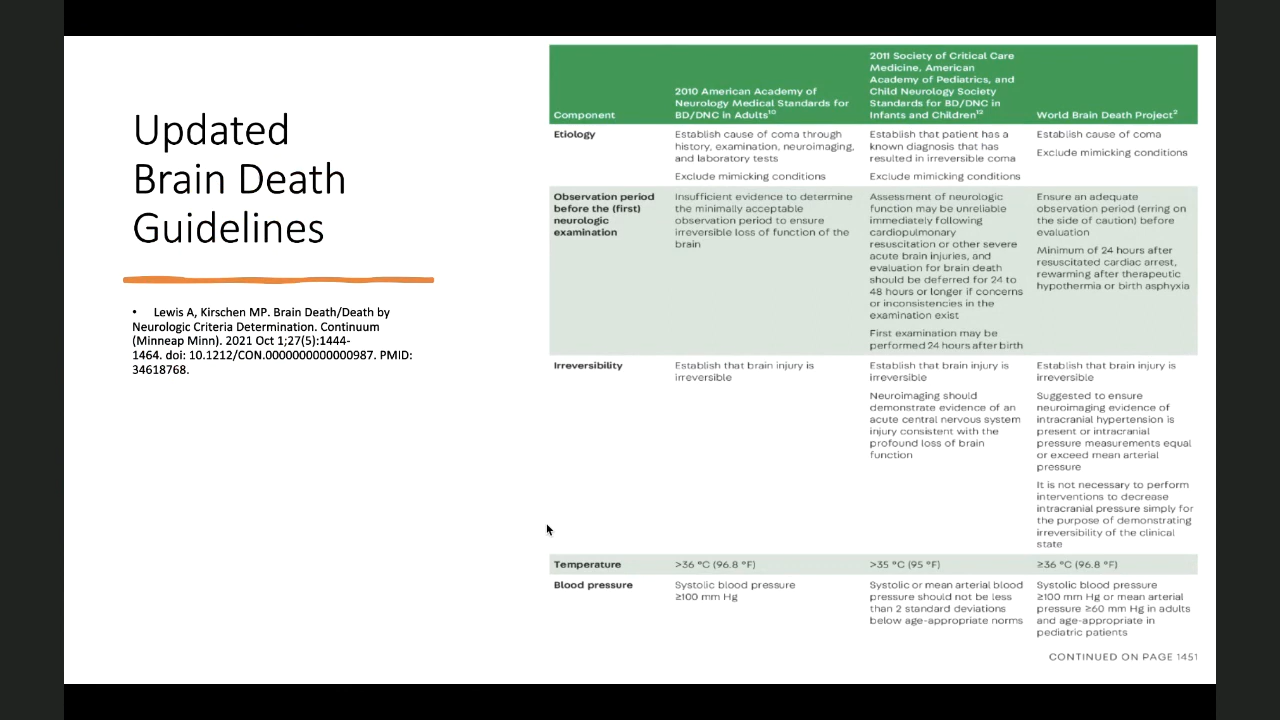 Updated
Brain Death
Guidelines
• Lewis A, Kirschen MP. Brain Death/Death by
Neurologic Criteria Determination. Continuum
(Minneap Minn). 2021 Oct 1;27(5):1444-
1464. doi: 10.1212/CON.0000000000000987. PMID:
34618768.
Component
2010 American Academy of
Neurology Medical Standards for
BD/DNC in Adults¹⁰
2011 Society of Critical Care
Medicine, American
Academy of Pediatrics, and
Child Neurology Society
Standards for BD/DNC in
Infants and Children¹²
World Brain Death Project²
Etiology
Establish cause of coma through
history, examination, neuroimaging,
and laboratory tests
Exclude mimicking conditions
Establish that patient has a
known diagnosis that has
resulted in irreversible coma
Exclude mimicking conditions
Establish cause of coma
Exclude mimicking conditions
Observation period
before the (first)
neurologic
examination
Insufficient evidence to determine
the minimally acceptable
observation period to ensure
irreversible loss of function of the
brain
Assessment of neurologic
function may be unreliable
immediately following
cardiopulmonary
resuscitation or other severe
acute brain injuries, and
evaluation for brain death
should be deferred for 24 to
48 hours or longer if concerns
or inconsistencies in the
examination exist
First examination may be
performed 24 hours after birth
Ensure an adequate
observation period (erring on
the side of caution) before
evaluation
Minimum of 24 hours after
resuscitated cardiac arrest,
rewarming after therapeutic
hypothermia or birth asphyxia
Irreversibility
Establish that brain injury is
irreversible
Establish that brain injury is
irreversible
Neuroimaging should
demonstrate evidence of an
acute central nervous system
injury consistent with the
profound loss of brain
function
Establish that brain injury is
irreversible
Suggested to ensure
neuroimaging evidence of
intracranial hypertension is
present or intracranial
pressure measurements equal
or exceed mean arterial
pressure
It is not necessary to perform
interventions to decrease
intracranial pressure simply for
the purpose of demonstrating
irreversibility of the clinical
state
Temperature
>36 °C (96.8 °F)
>35 °C (95 °F)
≥36 °C (96.8 °F)
Blood pressure
Systolic blood pressure
≥100 mm Hg
Systolic or mean arterial blood
pressure should not be less
than 2 standard deviations
below age-appropriate norms
Systolic blood pressure
≥100 mm Hg or mean arterial
pressure ≥60 mm Hg in adults
and age-appropriate in
pediatric patients
CONTINUED ON PAGE 1451